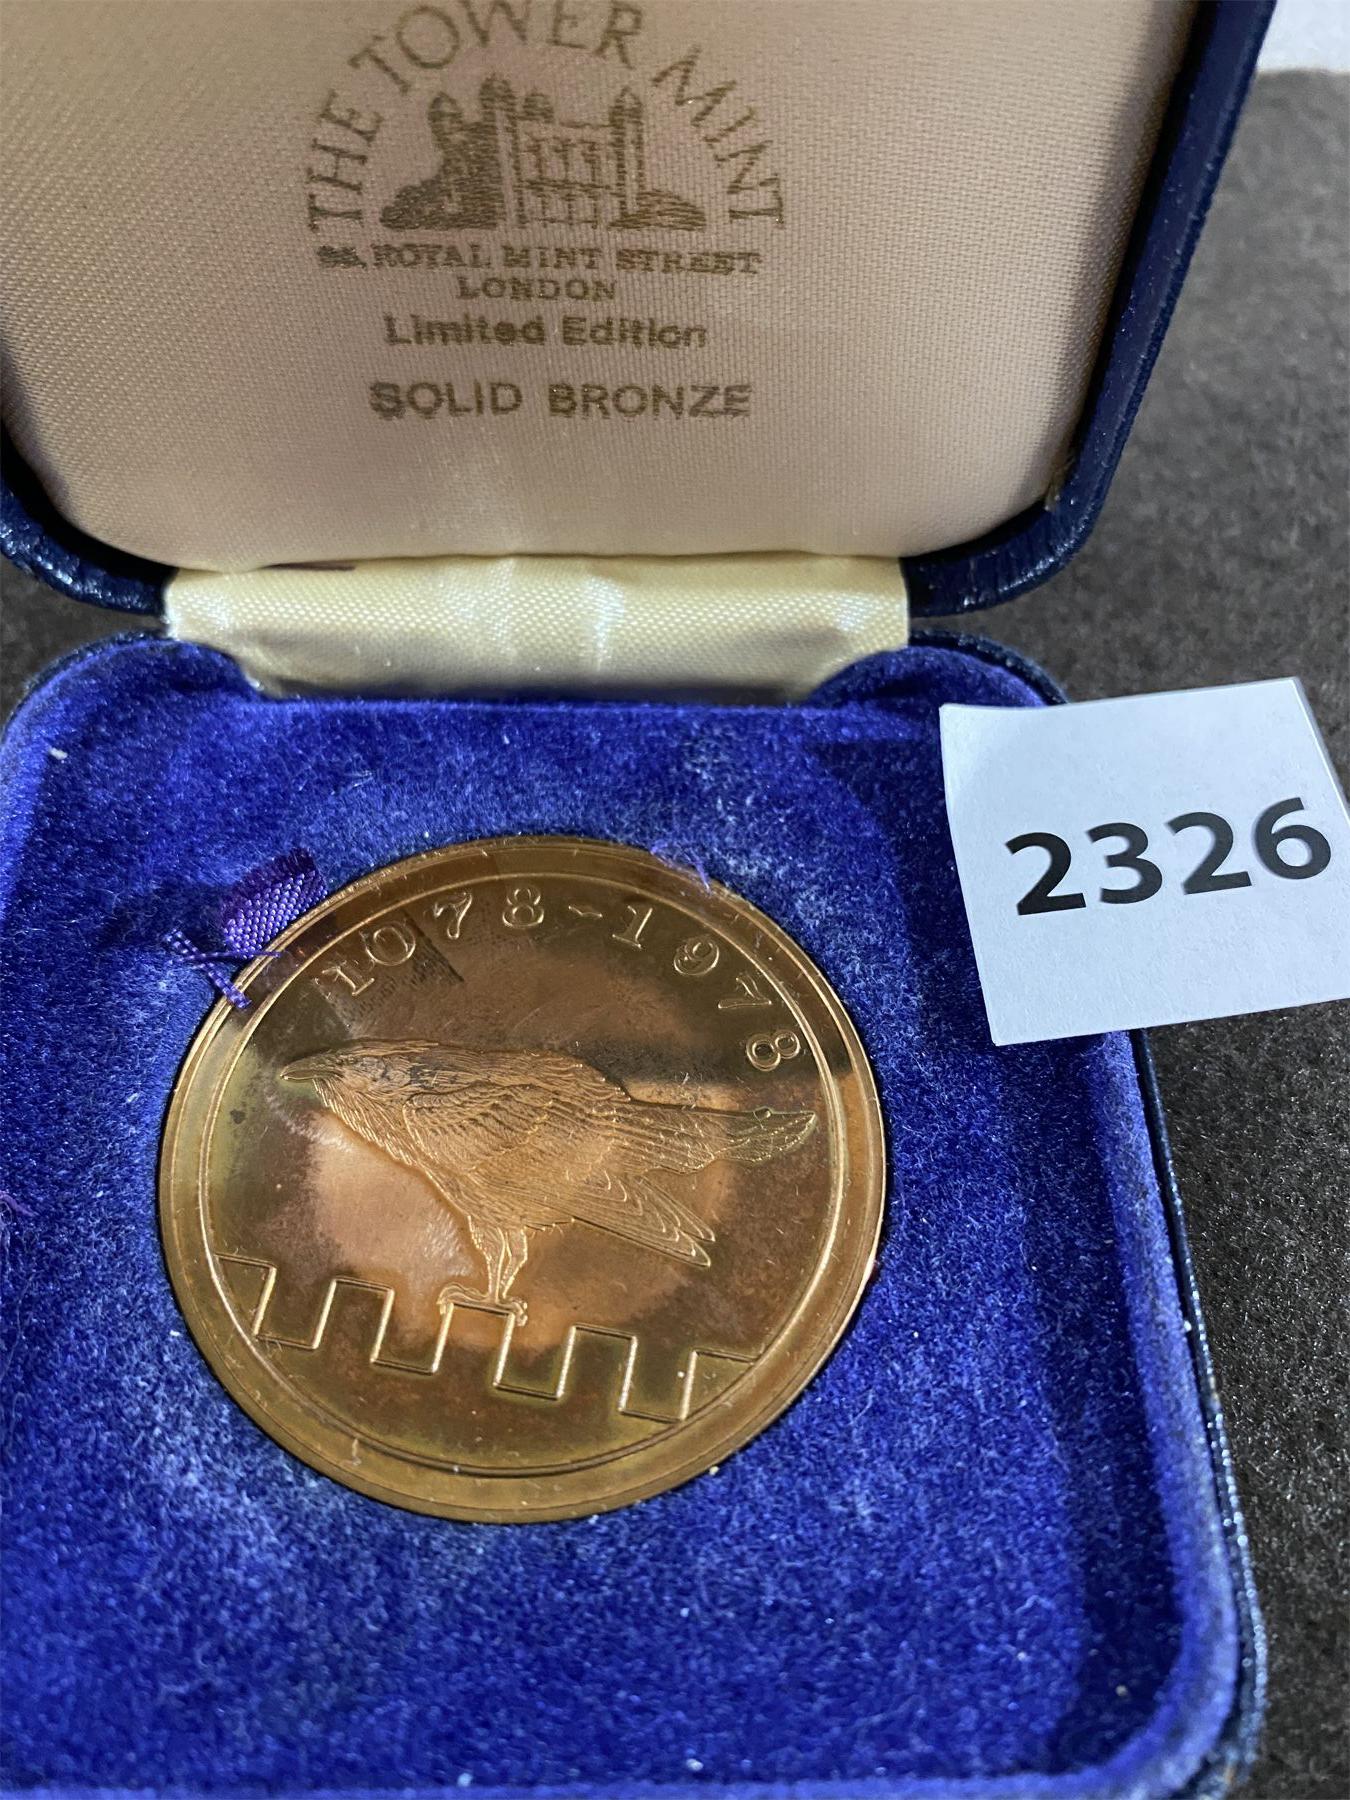 THE TOWER MINT
ROYAL MINT STREET
LONDON
Limited Edition
SOLID BRONZE
2326
1078-1978